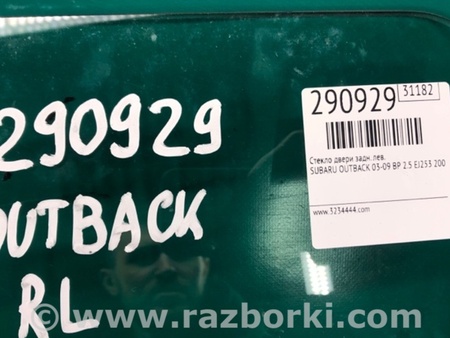 290929
OUTBACK
RL
290929 31182
Стекло двери задн.лев.
SUBARU OUTBACK 03-09 BP 2.5 EJ253 200
www.3234444.com
www.razborki.com